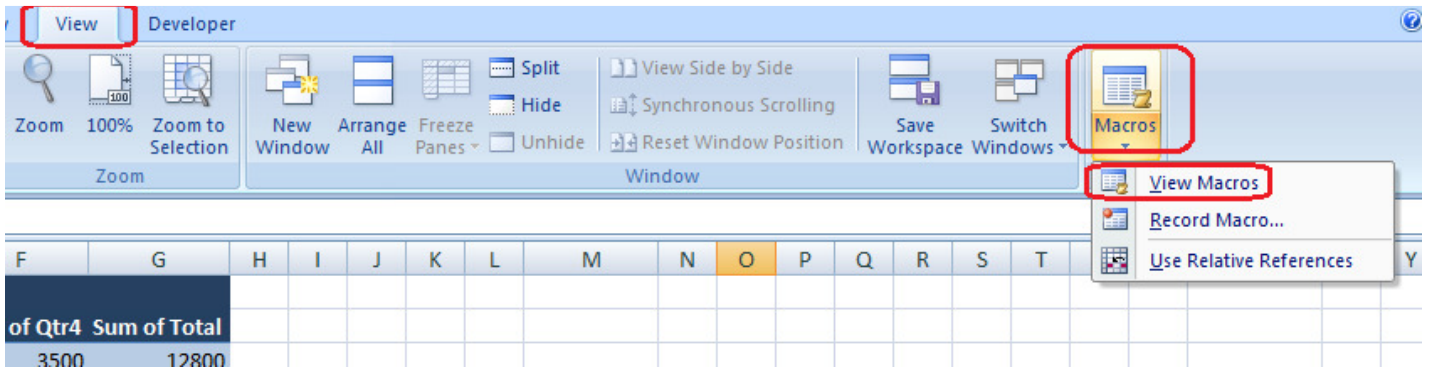 View Developer
Split View Side by Side
100
Hide Synchronous Scrolling
Zoom 100% Zoom to New Arrange Freeze Save Switch Macros
Selection Window All Panes Unhide Reset Window Position Workspace Windows
Zoom Window
View Macros
Record Macro...
F G H I J K L M N O P Q R S T Y
Use Relative References
of Qtr4 Sum of Total
3500 12800